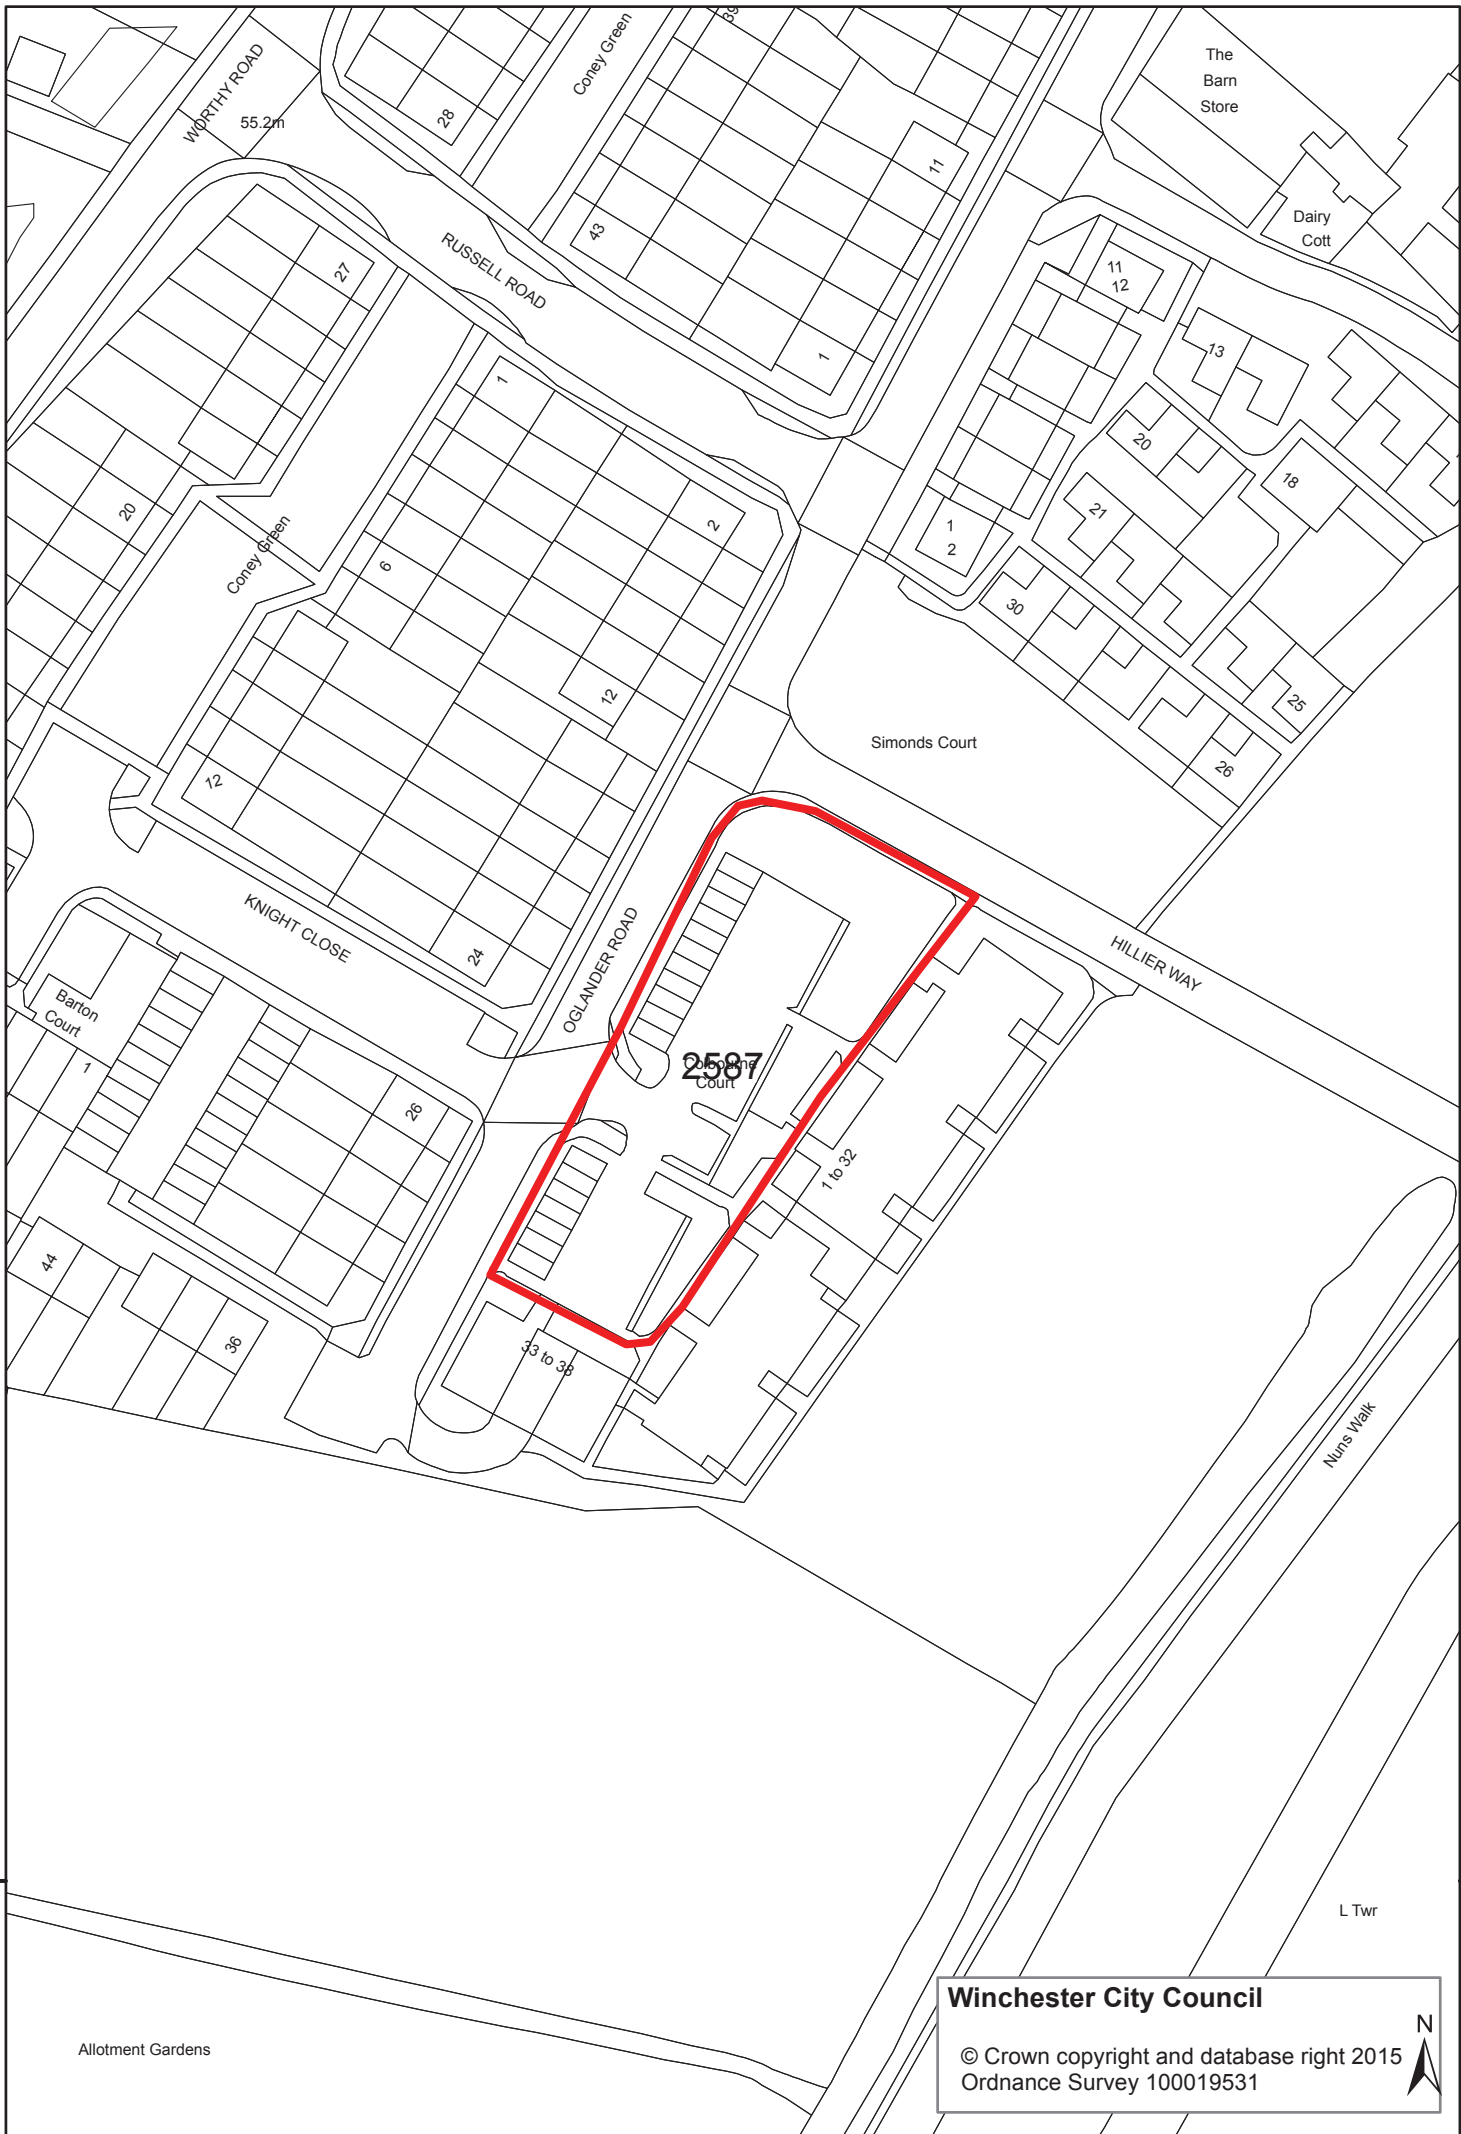 39
Coney Green
The
Barn
Store
WORTHY ROAD
55.2m
28
11
43
Dairy
Cott
RUSSELL ROAD
27
11
12
13
1
1
20
18
2
21
20
1
2
Coney Green
6
30
12
25
Simonds Court
26
12
KNIGHT CLOSE
24
OGLANDER ROAD
HILLIER WAY
Barton
Court
1
2587
Colbourne
Court
26
1 to 32
44
36
33 to 38
Nuns Walk
L Twr
Allotment Gardens
Winchester City Council
N
© Crown copyright and database right 2015
Ordnance Survey 100019531